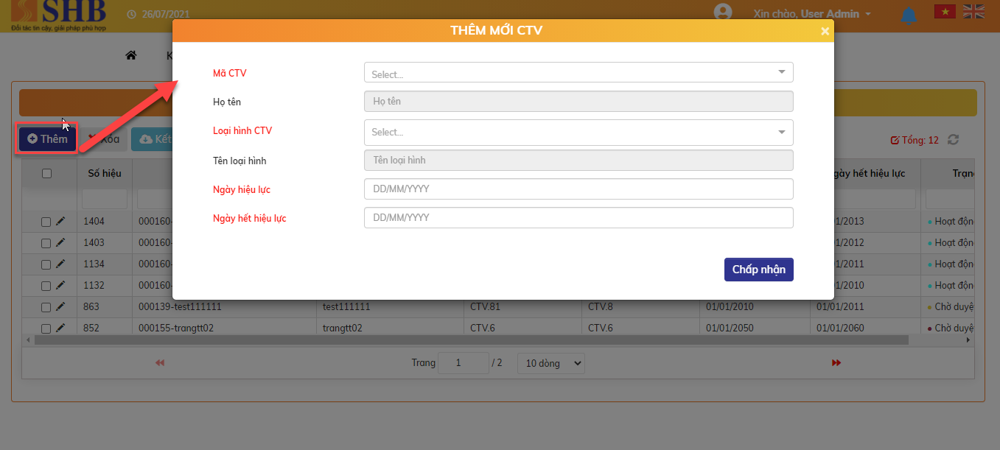 SHB
Đối tác tin cậy, giải pháp phù hợp
26/07/2021
Xin chào, User Admin
THÊM MỚI CTV
×
K
Mã CTV
Select...
Họ tên
Họ tên
Loại hình CTV
Select...
Tên loại hình
Tên loại hình
Ngày hiệu lực
DD/MM/YYYY
Ngày hết hiệu lực
DD/MM/YYYY
Chấp nhận
Thêm
Xóa
Kết
Tổng: 12
Số hiệu
gày hết hiệu lực
Trạn
1404 000160- 1/2013 Hoạt độn
1403 000160- 1/2012 Hoạt độn
1134 000160- 1/2011 Hoạt độn
1132 000160- 1/2010 Hoạt độn
863 000139-test111111 test111111 CTV.81 CTV.8 01/01/2010 01/01/2011 Chờ duyệ
852 000155-trangtt02 trangtt02 CTV.6 CTV.6 01/01/2050 01/01/2060 Chờ duyệ
Trang 1 / 2 10 dòng